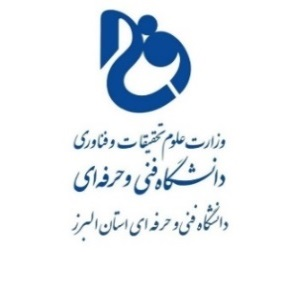 وزارت علوم تحقیقات و فناوری
دانشگاه فنی و حرفه ای
دانشگاه فنی و حرفه ای استان البرز